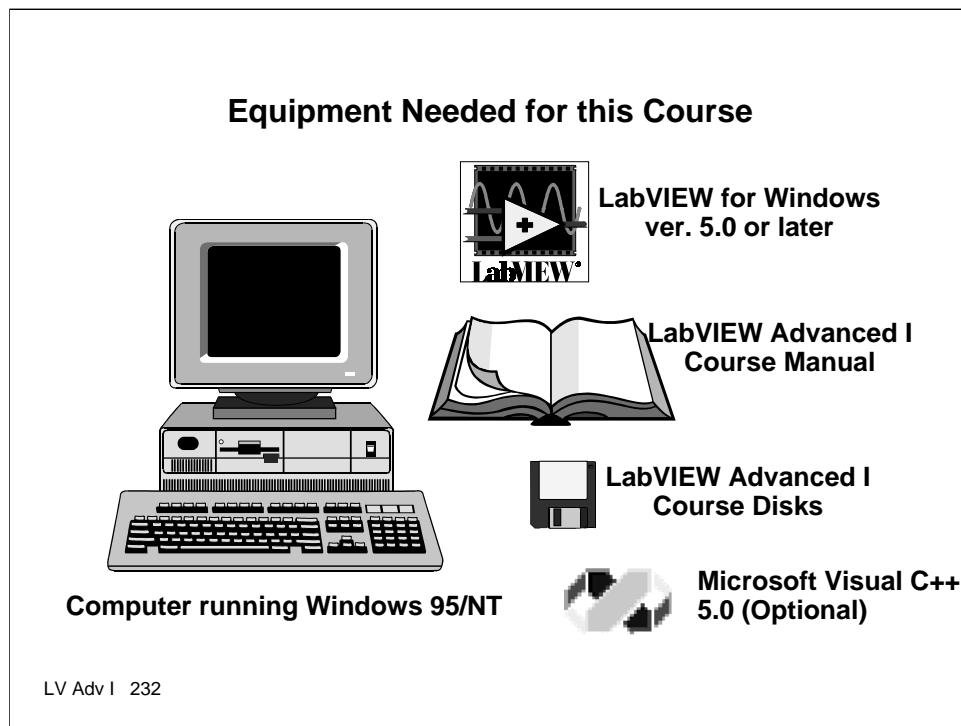 Equipment Needed for this Course
LabVIEW
LabVIEW for Windows
ver. 5.0 or later
LabVIEW Advanced I
Course Manual
LabVIEW Advanced I
Course Disks
Microsoft Visual C++
5.0 (Optional)
Computer running Windows 95/NT
LV Adv I 232